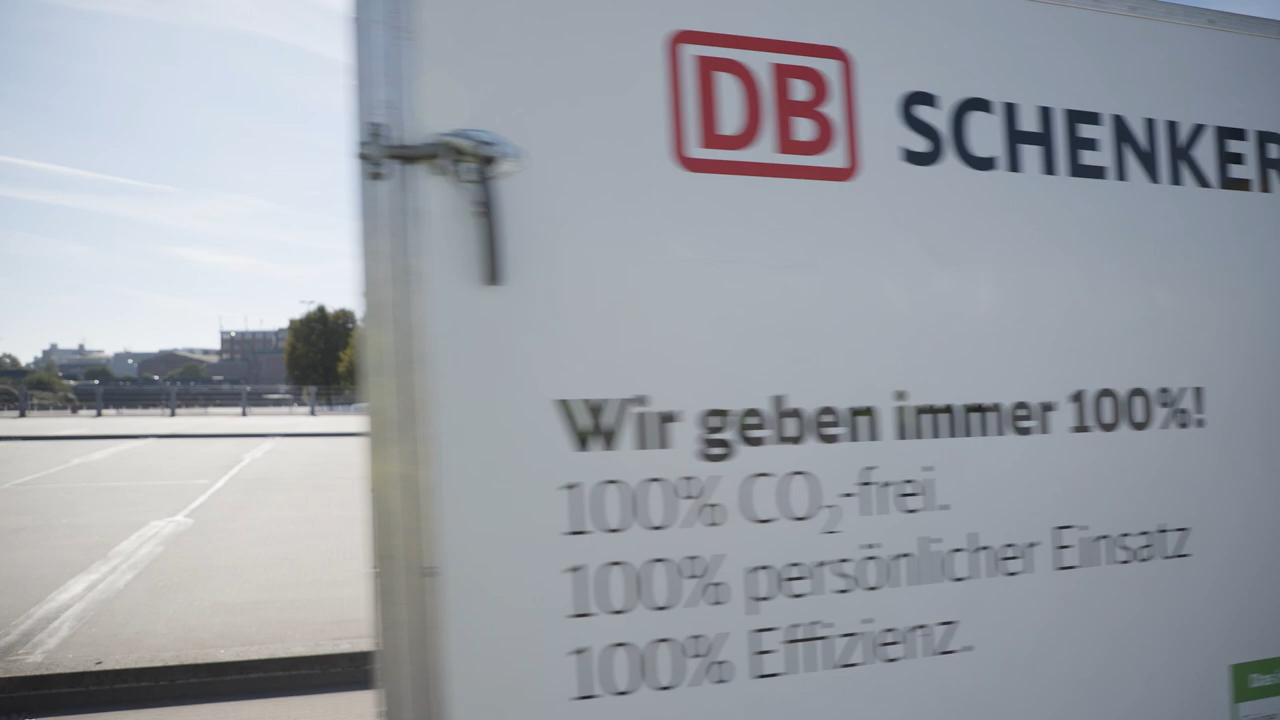 DB SCHENKER
Wir geben immer 100%!
100% CO₂-frei.
100% persönlicher Einsatz
100% Effizienz.